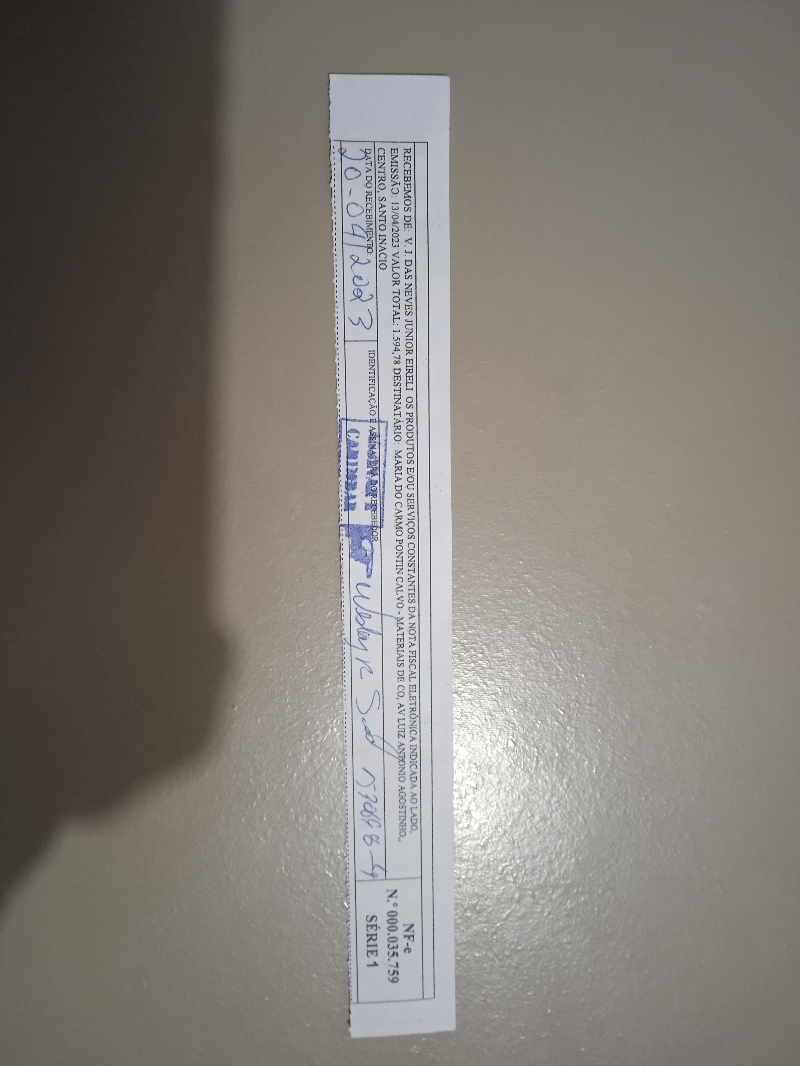 RECEBEMOS DE: V. J. DAS NEVES JUNIOR EIRELI OS PRODUTOS E/OU SERVIÇOS CONSTANTES DA NOTA FISCAL ELETRÔNICA INDICADA AO LADO.
EMISSÃO: 13/04/2023 VALOR TOTAL: 1.594,78 DESTINATÁRIO: MARIA DO CARMO PONTIN CALVO - MATERIAIS DE CO, AV LUIZ ANTONIO AGOSTINHO,
CENTRO, SANTO INACIO
DATA DO RECEBIMENTO:
20-04/2023
IDENTIFICAÇÃO E ASSINATURA DO RECEBEDOR
CARIMBAR
Wesley R
NF-e
N.º 000.035.759
SÉRIE 1